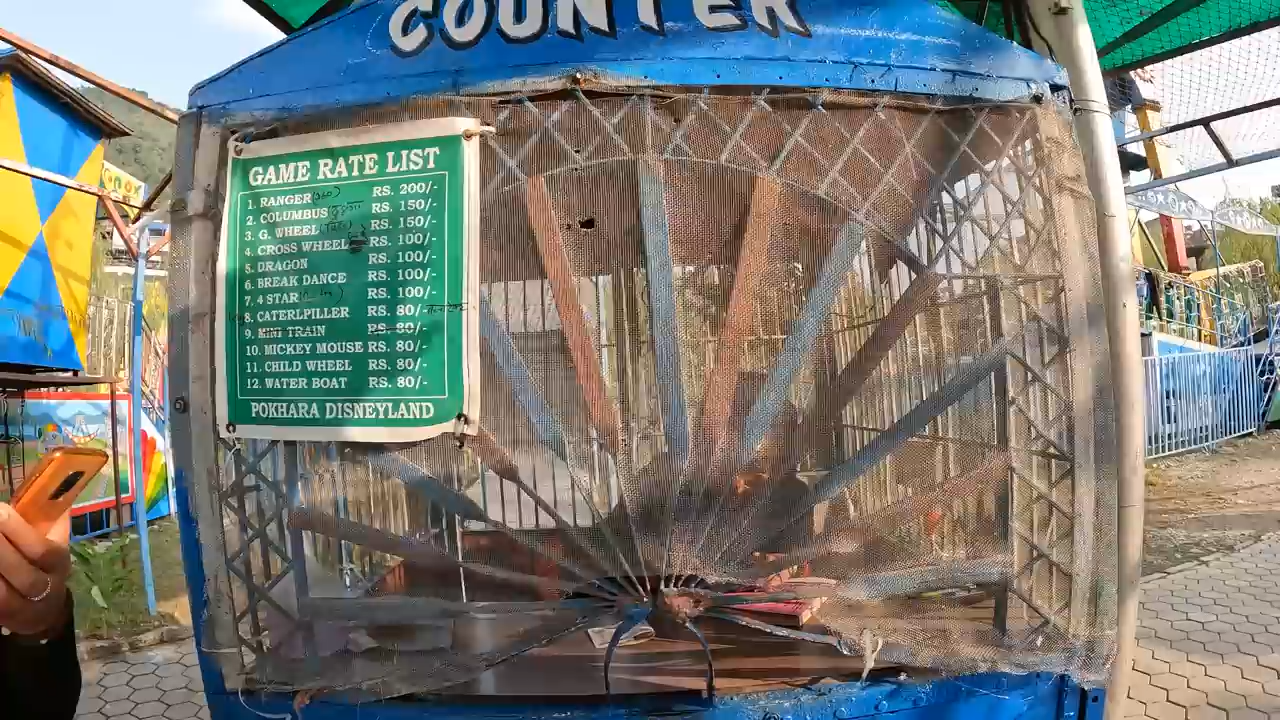 COUNTER
GAME RATE LIST
1. RANGER (360) RS. 200/-
2. COLUMBUS RS. 150/-
3. G. WHEEL RS. 150/-
4. CROSS WHEEL RS. 100/-
5. DRAGON RS. 100/-
6. BREAK DANCE RS. 100/-
7. 4 STAR RS. 100/-
8. CATERLPILLER RS. 80/-
9. MINI TRAIN RS. 80/-
10. MICKEY MOUSE RS. 80/-
11. CHILD WHEEL RS. 80/-
12. WATER BOAT RS. 80/-
POKHARA DISNEYLAND